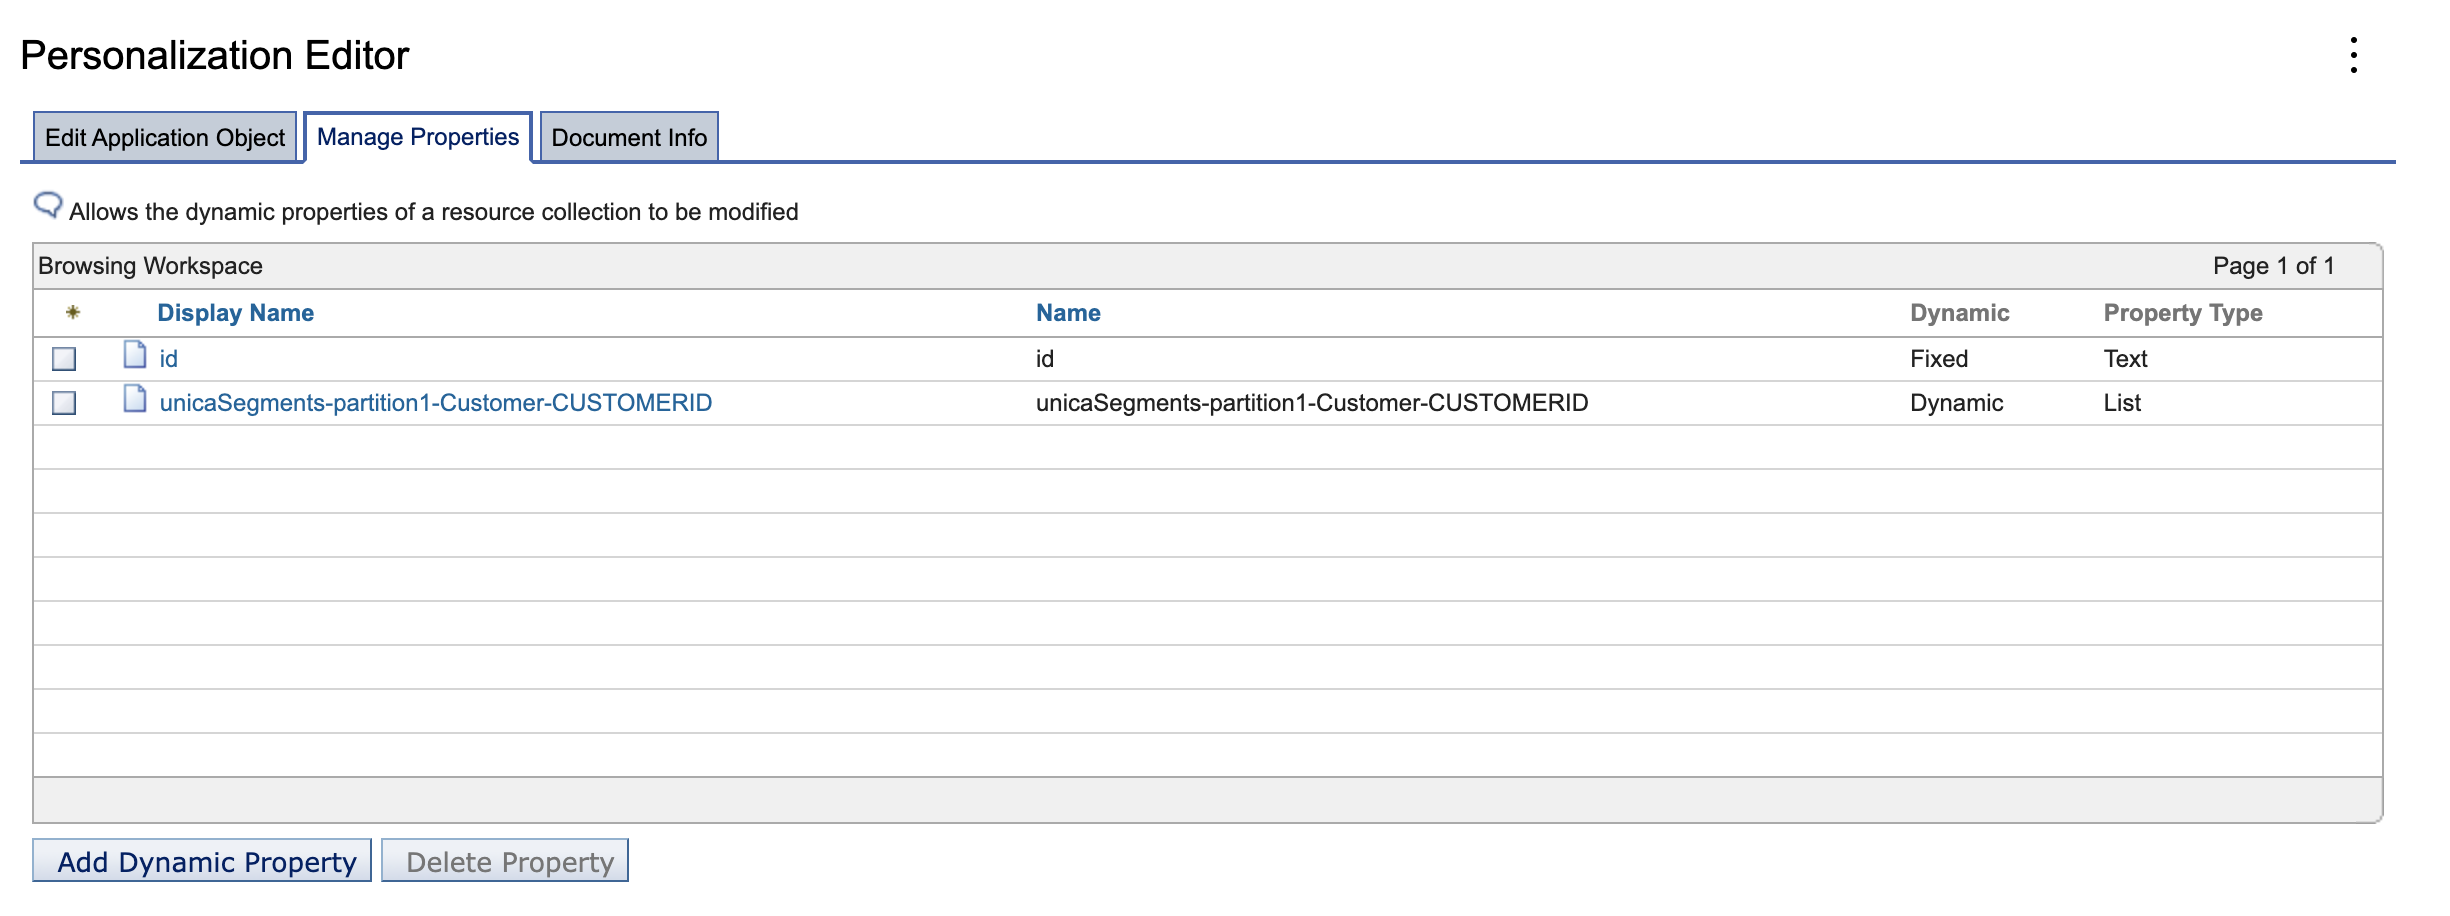 Personalization Editor
Edit Application Object Manage Properties Document Info
Allows the dynamic properties of a resource collection to be modified
Browsing Workspace Page 1 of 1
Display Name Name Dynamic Property Type
id id Fixed Text
unicaSegments-partition1-Customer-CUSTOMERID unicaSegments-partition1-Customer-CUSTOMERID Dynamic List
Add Dynamic Property Delete Property